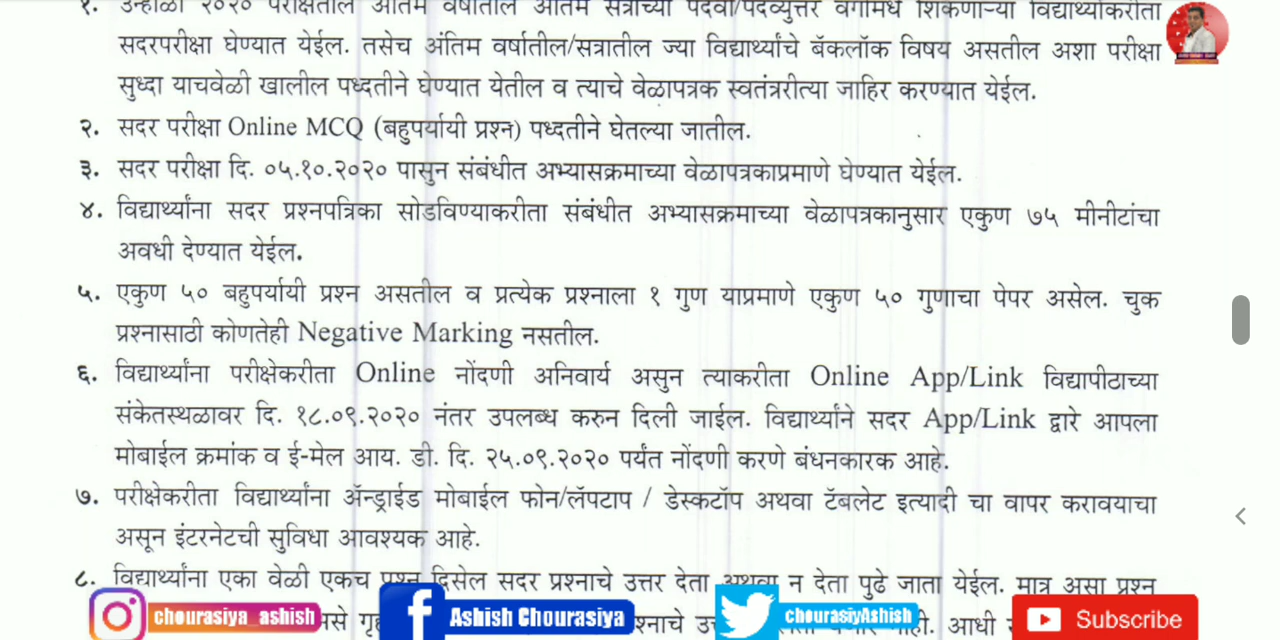 १. उन्हाळी २०२० परीक्षेतील अंतिम वर्षातील अंतिम सत्राच्या पदवी/पदव्युत्तर वर्गामध्ये शिकणाऱ्या विद्यार्थ्यांकरीता
सदरपरीक्षा घेण्यात येईल. तसेच अंतिम वर्षातील/सत्रातील ज्या विद्यार्थ्यांचे बॅकलॉक विषय असतील अशा परीक्षा
सुध्दा याचवेळी खालील पध्दतीने घेण्यात येतील व त्याचे वेळापत्रक स्वतंत्ररीत्या जाहिर करण्यात येईल.
२. सदर परीक्षा Online MCQ (बहुपर्यायी प्रश्न) पध्दतीने घेतल्या जातील.
३. सदर परीक्षा दि. ०५.१०.२०२० पासुन संबंधीत अभ्यासक्रमाच्या वेळापत्रकाप्रमाणे घेण्यात येईल.
४. विद्यार्थ्यांना सदर प्रश्नपत्रिका सोडविण्याकरीता संबंधीत अभ्यासक्रमाच्या वेळापत्रकानुसार एकुण ७५ मीनीटांचा
अवधी देण्यात येईल.
५. एकुण ५० बहुपर्यायी प्रश्न असतील व प्रत्येक प्रश्नाला १ गुण याप्रमाणे एकुण ५० गुणाचा पेपर असेल. चुक
प्रश्नासाठी कोणतेही Negative Marking नसतील.
६. विद्यार्थ्यांना परीक्षेकरीता Online नोंदणी अनिवार्य असुन त्याकरीता Online App/Link विद्यापीठाच्या
संकेतस्थळावर दि. १८.०९.२०२० नंतर उपलब्ध करुन दिली जाईल. विद्यार्थ्याने सदर App/Link द्वारे आपला
मोबाईल क्रमांक व ई-मेल आय. डी. दि. २५.०९.२०२० पर्यंत नोंदणी करणे बंधनकारक आहे.
७. परीक्षेकरीता विद्यार्थ्यांना ॲन्ड्राईड मोबाईल फोन/लॅपटाप / डेस्कटॉप अथवा टॅबलेट इत्यादी चा वापर करावयाचा
असून इंटरनेटची सुविधा आवश्यक आहे.
८. विद्यार्थ्यांना एका वेळी एकच प्रश्न दिसेल सदर प्रश्नाचे उत्तर देता अथवा न देता पुढे जाता येईल. मात्र असा प्रश्न
आधी
chourasiya_ashish Ashish Chourasiya chourasiyAshish Subscribe